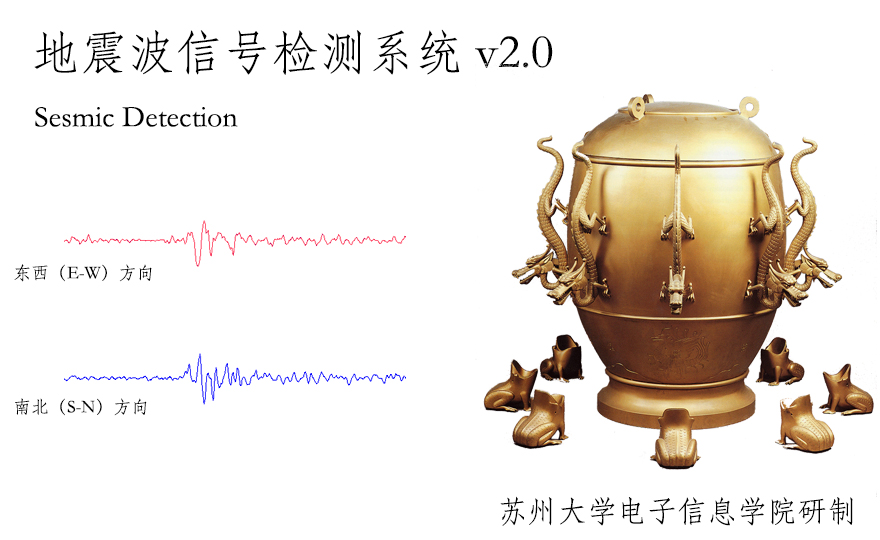 地震波信号检测系统 v2.0
Sesmic Detection
东西（E-W）方向
南北（S-N）方向
苏州大学电子信息学院研制